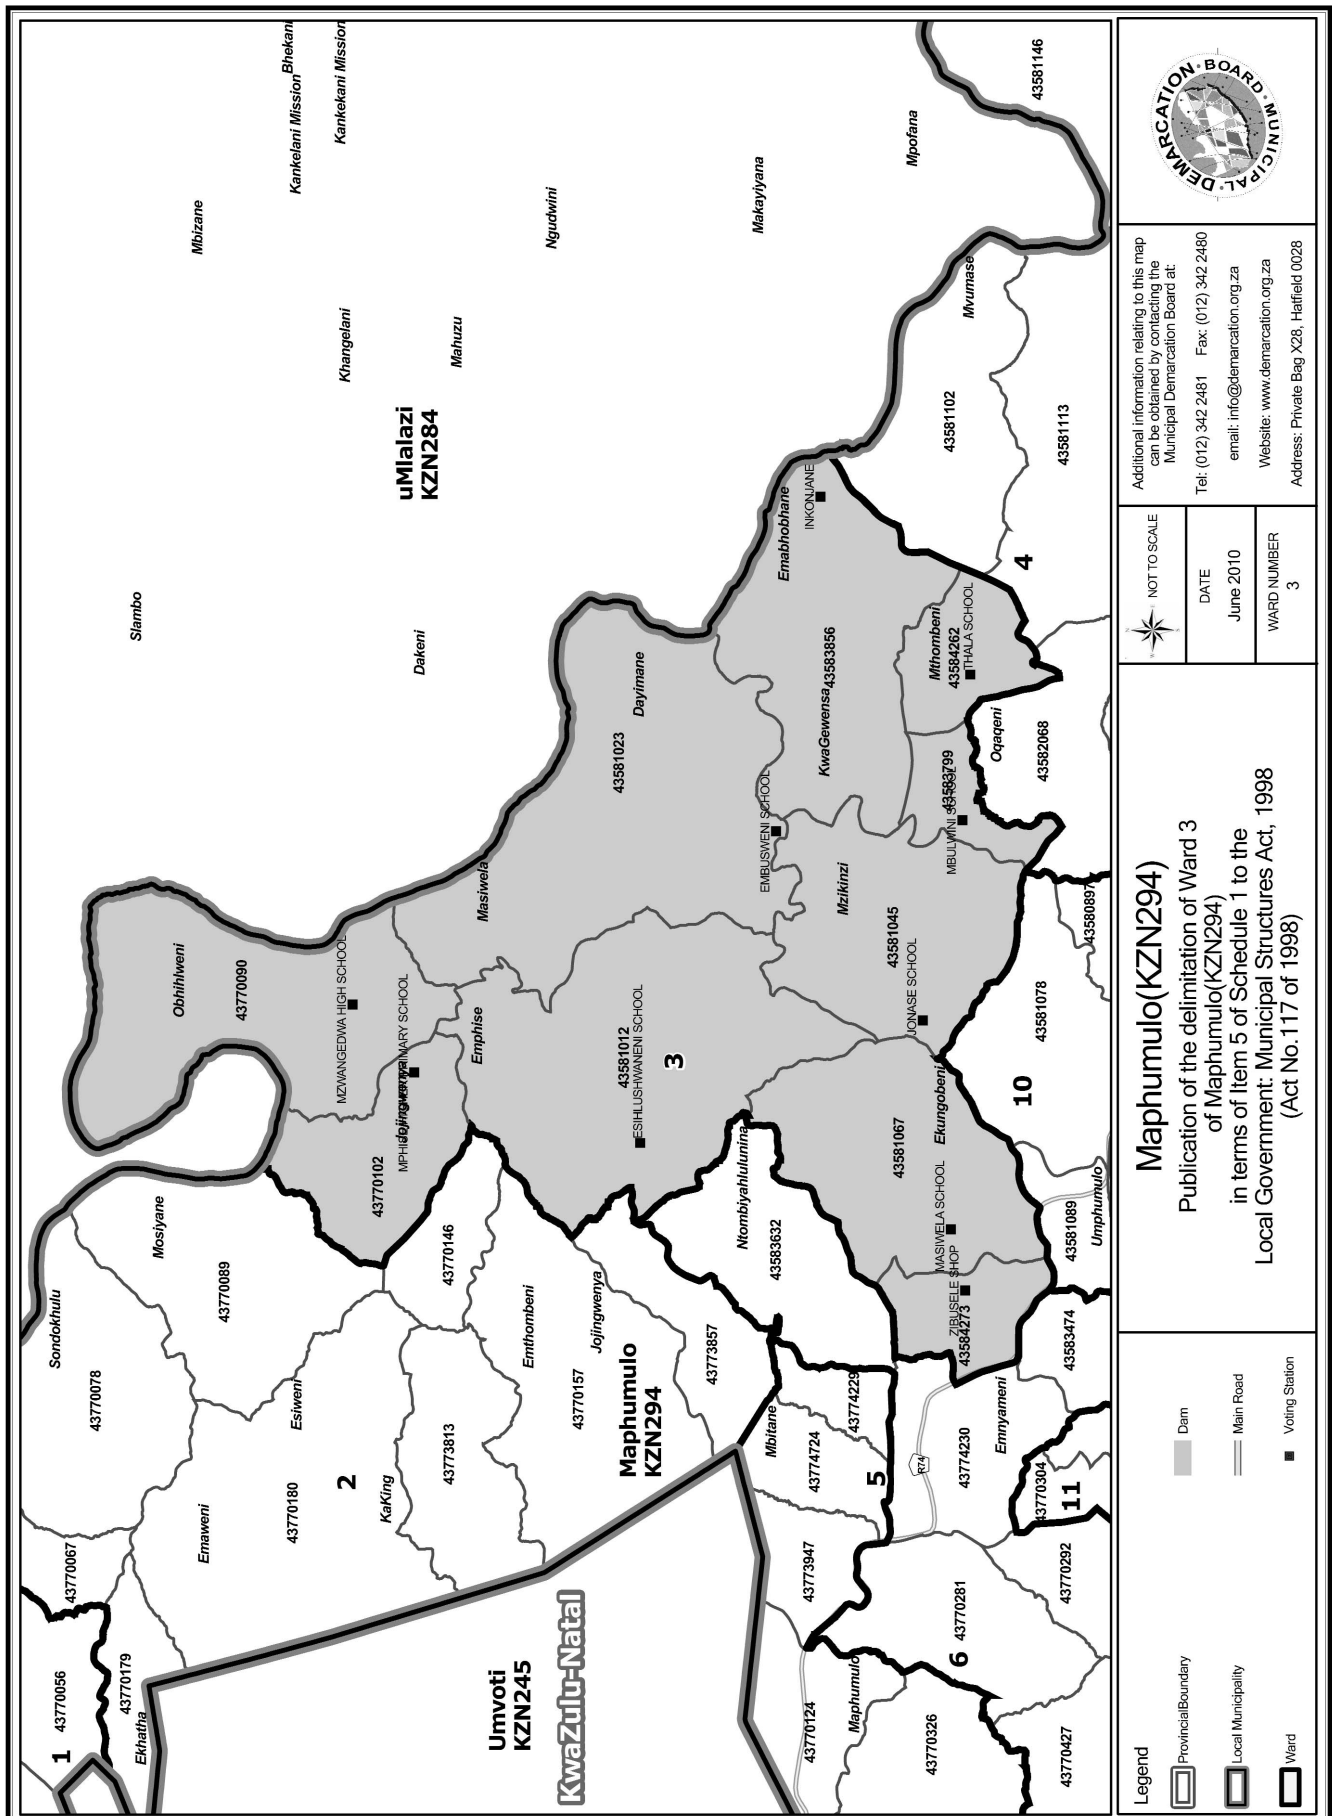 Bhekani
Kankelani Mission
Kankekani Mission
Mbizane
Slambo
Khangelani
Mahuzu
Ngudwini
Makayiyana
Mpofana
43581146
uMlalazi
KZN284
Dakeni
Mvumase
43581102
43581113
4
Emabhobhane
INKONJANE
Dayimane
43581023
KwaGewensa
43583856
Mthombeni
43584262
THALA SCHOOL
Oqaqeni
43582068
43583799
MBULWINI SCHOOL
EMBUSWENI SCHOOL
Mzikinzi
43581045
JONASE SCHOOL
Masiwela
Obhihlweni
43770090
MZWANGEDWA HIGH SCHOOL
PRIMARY SCHOOL
43770102
Emphise
43581012
ESIHLUSHWANENI SCHOOL
3
43581067
Ekungobeni
MASIWELA SCHOOL
ZIBUSELE SHOP
43584273
43580897
43581078
10
43581089
Umphumulo
43583474
Ntombiyahlulunina
43583632
Sondokhulu
43770078
Mosiyane
43770089
43770146
Esiweni
Emthombeni
43770157
Jojingwenya
Maphumulo
KZN294
43773857
Emaweni
43770180
2
KaKing
43773813
Mbitane
43774724
43774229
5
R74
43774230
Emnyameni
43770304
11
43770292
43773947
43770281
6
43770067
1
43770056
43770179
Ekhatha
Umvoti
KZN245
KwaZulu-Natal
43770124
Maphumulo
43770326
43770427
Legend
ProvincialBoundary
Local Municipality
Ward
Dam
Main Road
Voting Station
Maphumulo(KZN294)
Publication of the delimitation of Ward 3
of Maphumulo(KZN294)
in terms of Item 5 of Schedule 1 to the
Local Government: Municipal Structures Act, 1998
(Act No.117 of 1998)
NOT TO SCALE
DATE
June 2010
WARD NUMBER
3
Additional information relating to this map
can be obtained by contacting the
Municipal Demarcation Board at:
Tel: (012) 342 2481 Fax: (012) 342 2480
email: info@demarcation.org.za
Website: www.demarcation.org.za
Address: Private Bag X28, Hatfield 0028
MUNICIPAL • DEMARCATION • BOARD •